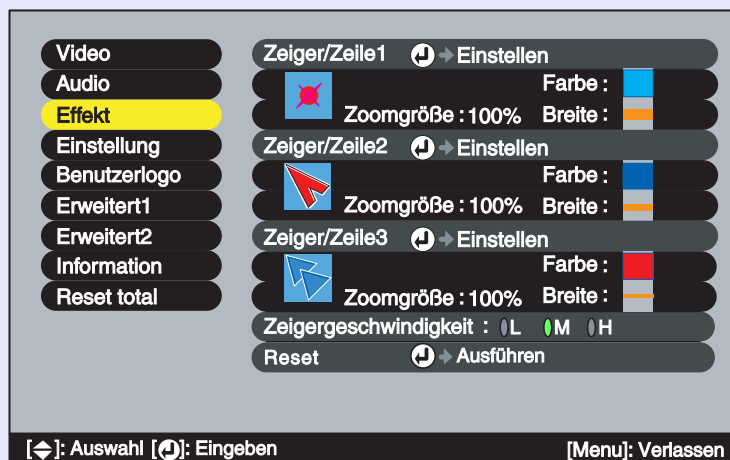 Video
Audio
Effekt
Einstellung
Benutzerlogo
Erweitert1
Erweitert2
Information
Reset total
Zeiger/Zeile1 Einstellen
Farbe :
Zoomgröße : 100% Breite :
Zeiger/Zeile2 Einstellen
Farbe :
Zoomgröße : 100% Breite :
Zeiger/Zeile3 Einstellen
Farbe :
Zoomgröße : 100% Breite :
Zeigergeschwindigkeit : L M H
Reset Ausführen
[ ]: Auswahl [ ]: Eingeben [Menu]: Verlassen